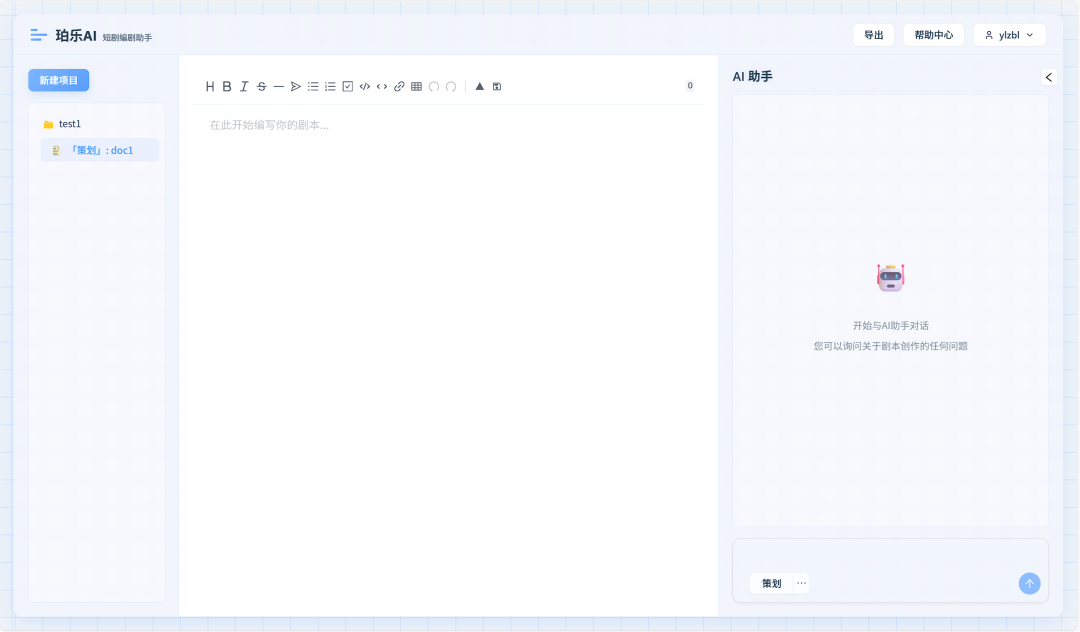 珀乐AI 短剧编剧助手
导出
帮助中心
ylzbl
新建项目
test1
「策划」: doc1
H B I S
0
在此开始编写你的剧本...
AI 助手
开始与AI助手对话
您可以询问关于剧本创作的任何问题
策划
...